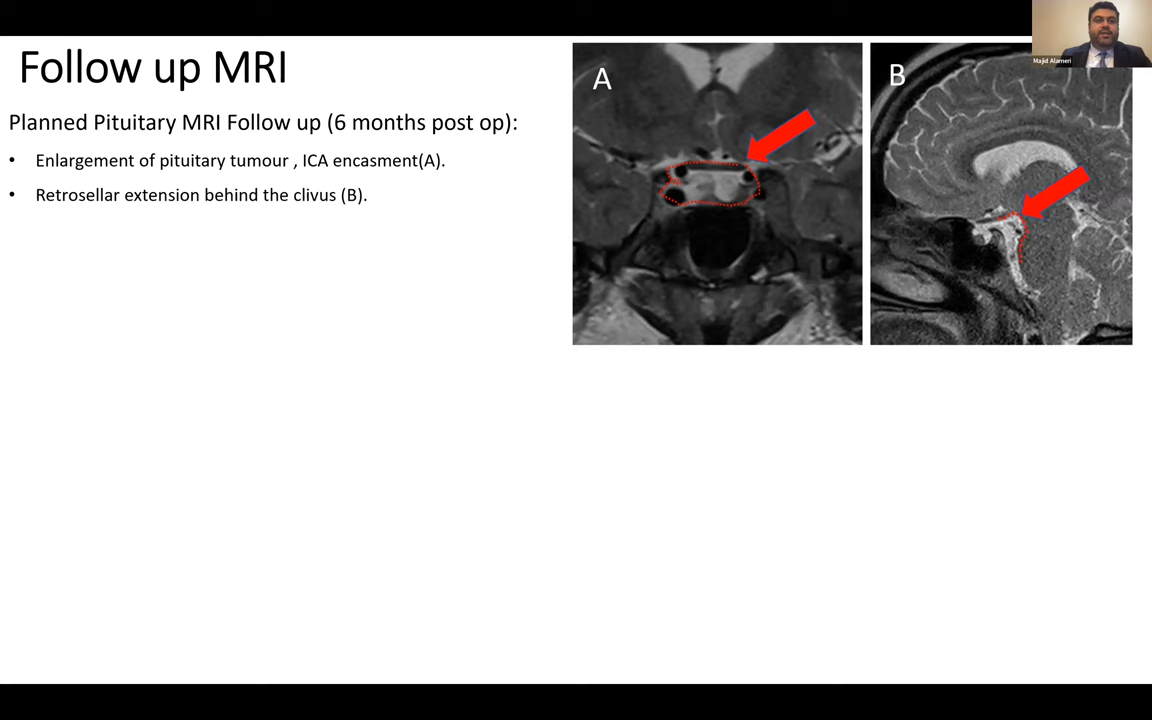 Follow up MRI
Planned Pituitary MRI Follow up (6 months post op):
• Enlargement of pituitary tumour , ICA encasment(A).
• Retrosellar extension behind the clivus (B).
A
B
Majid Alameri